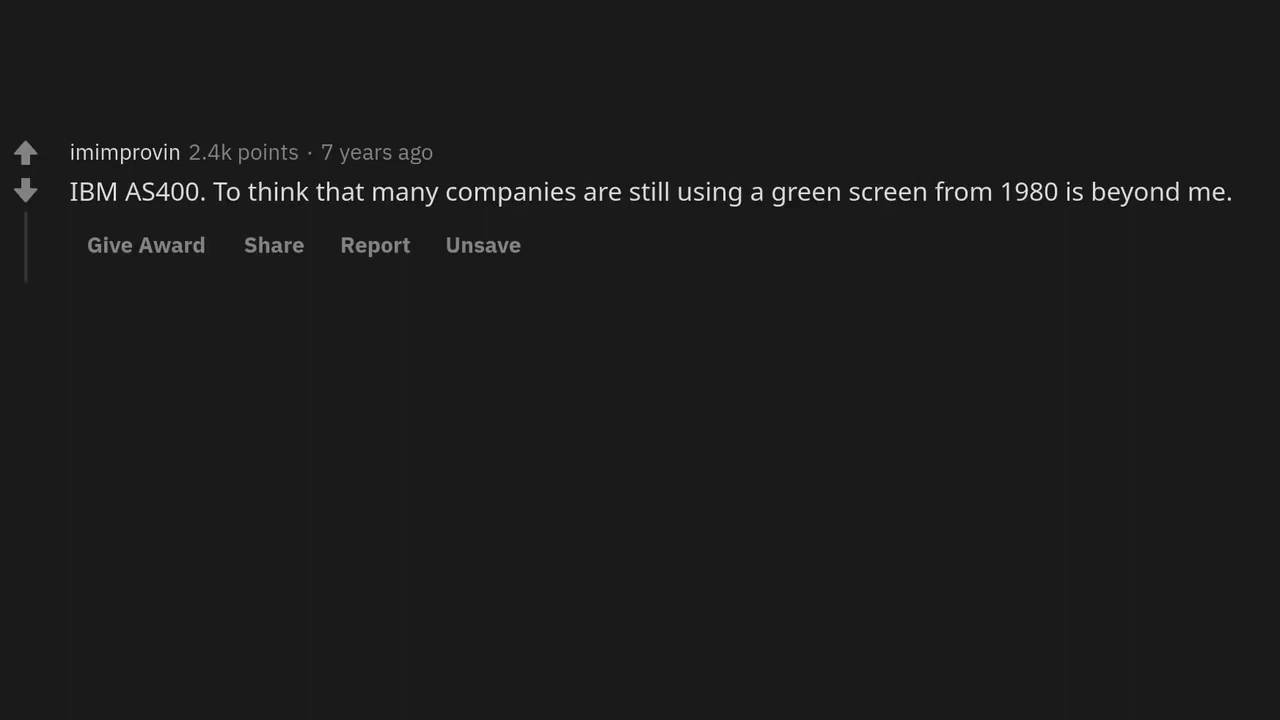 imimprovin 2.4k points · 7 years ago
IBM AS400. To think that many companies are still using a green screen from 1980 is beyond me.
Give Award Share Report Unsave